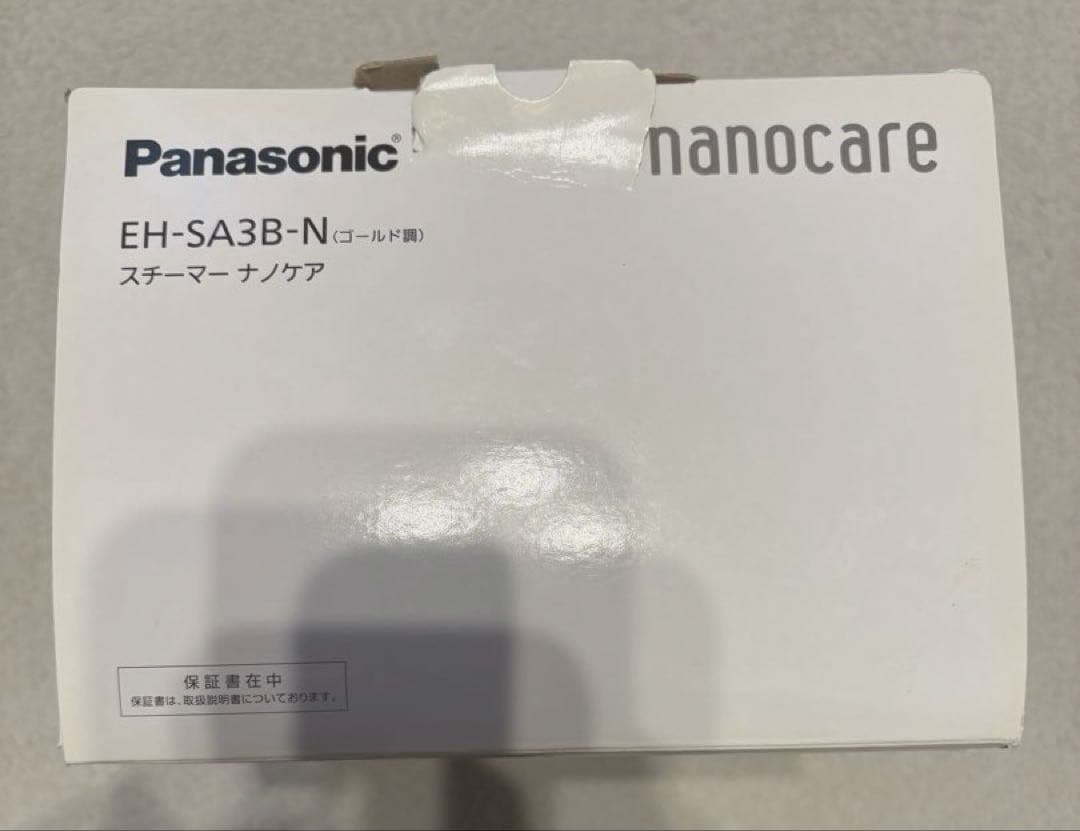 Panasonic®
nanocare
EH-SA3B-N(ゴールド調)
スチーマー ナノケア
保証書在中
保証書は、取扱説明書についております。